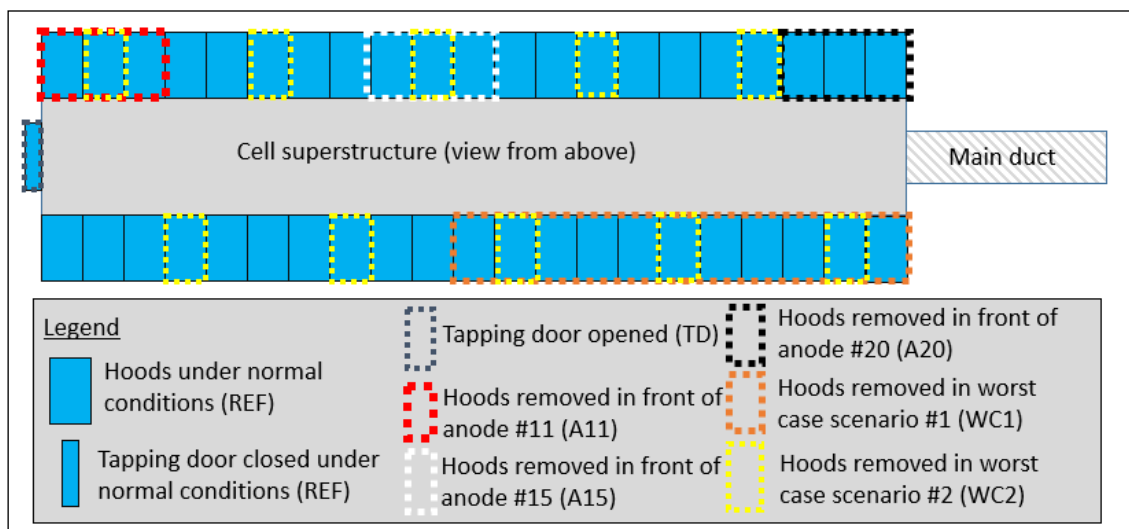 Cell superstructure (view from above)
Main duct
Legend
Hoods under normal
conditions (REF)
Tapping door closed under
normal conditions (REF)
Tapping door opened (TD)
Hoods removed in front of
anode #11 (A11)
Hoods removed in front of
anode #15 (A15)
Hoods removed in front of
anode #20 (A20)
Hoods removed in worst
case scenario #1 (WC1)
Hoods removed in worst
case scenario #2 (WC2)